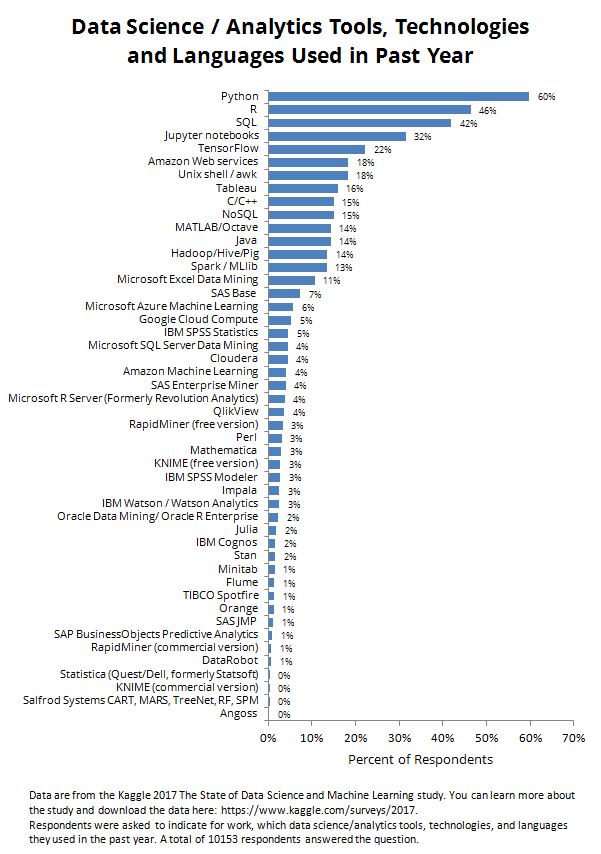 Data Science / Analytics Tools, Technologies
and Languages Used in Past Year
Python 60%
R 46%
SQL 42%
Jupyter notebooks 32%
TensorFlow 22%
Amazon Web services 18%
Unix shell / awk 18%
Tableau 16%
C/C++ 15%
NoSQL 15%
MATLAB/Octave 14%
Java 14%
Hadoop/Hive/Pig 14%
Spark / MLlib 13%
Microsoft Excel Data Mining 11%
SAS Base 7%
Microsoft Azure Machine Learning 6%
Google Cloud Compute 5%
IBM SPSS Statistics 5%
Microsoft SQL Server Data Mining 4%
Cloudera 4%
Amazon Machine Learning 4%
SAS Enterprise Miner 4%
Microsoft R Server (Formerly Revolution Analytics) 4%
QlikView 4%
RapidMiner (free version) 3%
Perl 3%
Mathematica 3%
KNIME (free version) 3%
IBM SPSS Modeler 3%
Impala 3%
IBM Watson / Watson Analytics 3%
Oracle Data Mining/ Oracle R Enterprise 2%
Julia 2%
IBM Cognos 2%
Stan 2%
Minitab 1%
Flume 1%
TIBCO Spotfire 1%
Orange 1%
SAS JMP 1%
SAP BusinessObjects Predictive Analytics 1%
RapidMiner (commercial version) 1%
DataRobot 1%
Statistica (Quest/Dell, formerly Statsoft) 0%
KNIME (commercial version) 0%
Salfrod Systems CART, MARS, TreeNet, RF, SPM 0%
Angoss 0%
0% 10% 20% 30% 40% 50% 60% 70%
Percent of Respondents
Data are from the Kaggle 2017 The State of Data Science and Machine Learning study. You can learn more about
the study and download the data here: https://www.kaggle.com/surveys/2017.
Respondents were asked to indicate for work, which data science/analytics tools, technologies, and languages
they used in the past year. A total of 10153 respondents answered the question.